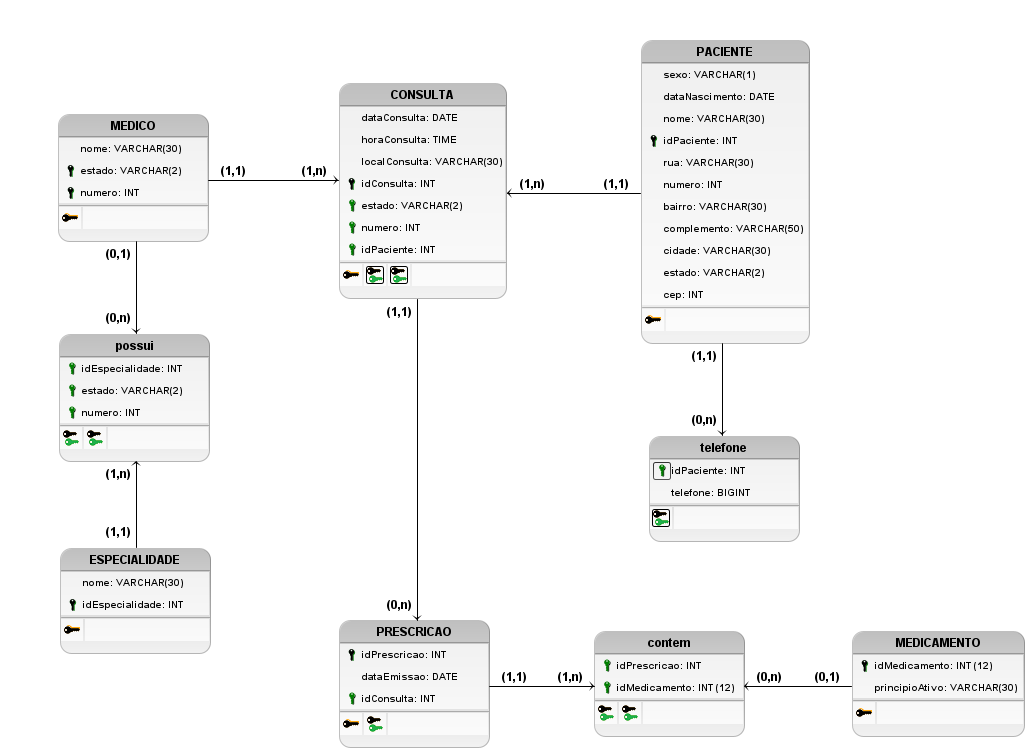 MEDICO
nome: VARCHAR(30)
estado: VARCHAR(2)
numero: INT
(1,1)
(1,n)
CONSULTA
dataConsulta: DATE
horaConsulta: TIME
localConsulta: VARCHAR(30)
idConsulta: INT
estado: VARCHAR(2)
numero: INT
idPaciente: INT
(1,n)
(1,1)
PACIENTE
sexo: VARCHAR(1)
dataNascimento: DATE
nome: VARCHAR(30)
idPaciente: INT
rua: VARCHAR(30)
numero: INT
bairro: VARCHAR(30)
complemento: VARCHAR(50)
cidade: VARCHAR(30)
estado: VARCHAR(2)
cep: INT
(0,1)
(0,n)
possui
idEspecialidade: INT
estado: VARCHAR(2)
numero: INT
(1,n)
(1,1)
ESPECIALIDADE
nome: VARCHAR(30)
idEspecialidade: INT
(1,1)
(0,n)
PRESCRICAO
idPrescricao: INT
dataEmissao: DATE
idConsulta: INT
(1,1)
(0,n)
telefone
idPaciente: INT
telefone: BIGINT
(1,1)
(1,n)
contem
idPrescricao: INT
idMedicamento: INT(12)
(0,n)
(0,1)
MEDICAMENTO
idMedicamento: INT(12)
principioAtivo: VARCHAR(30)